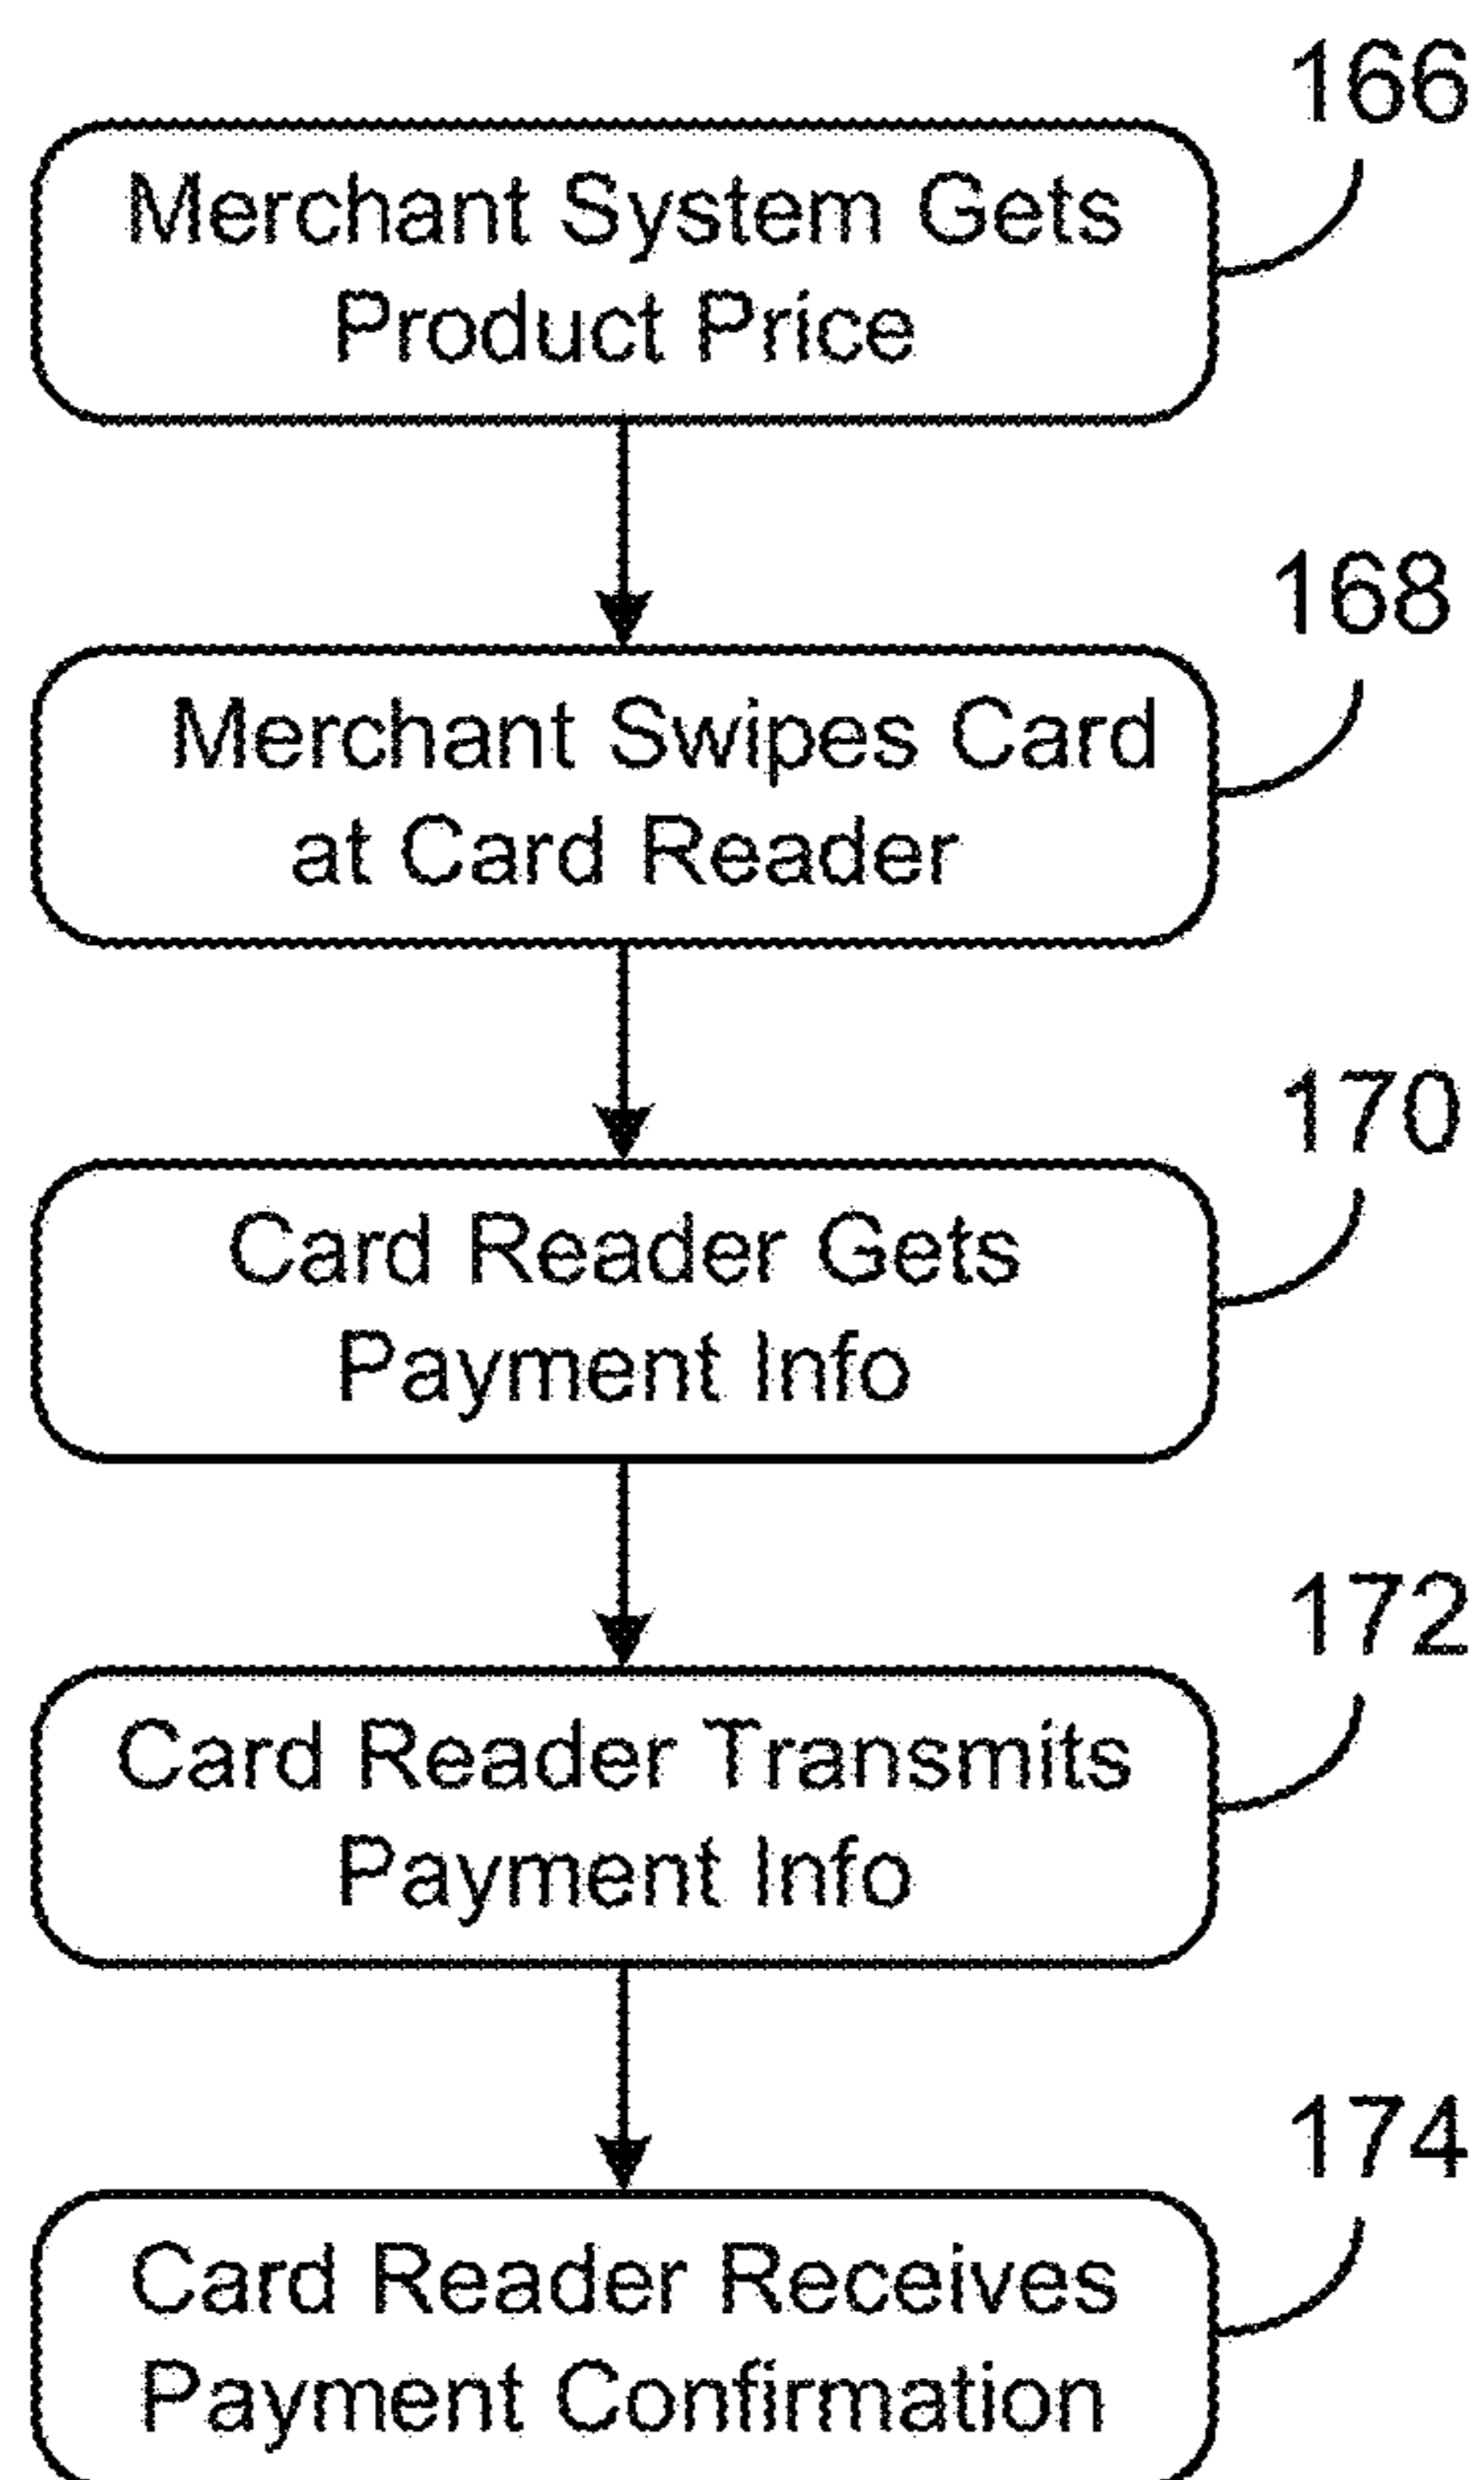 166
Merchant System Gets
Product Price
168
Merchant Swipes Card
at Card Reader
170
Card Reader Gets
Payment Info
172
Card Reader Transmits
Payment Info
174
Card Reader Receives
Payment Confirmation